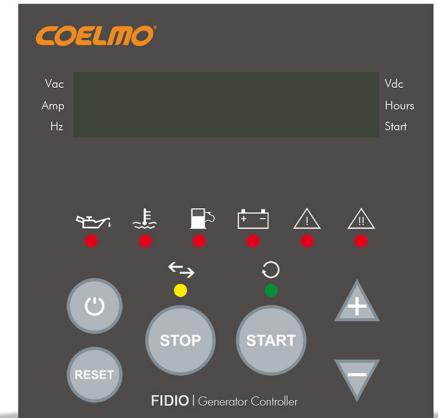 COELMO
Vac Vdc
Amp Hours
Hz Start
STOP START
RESET
FIDIO | Generator Controller